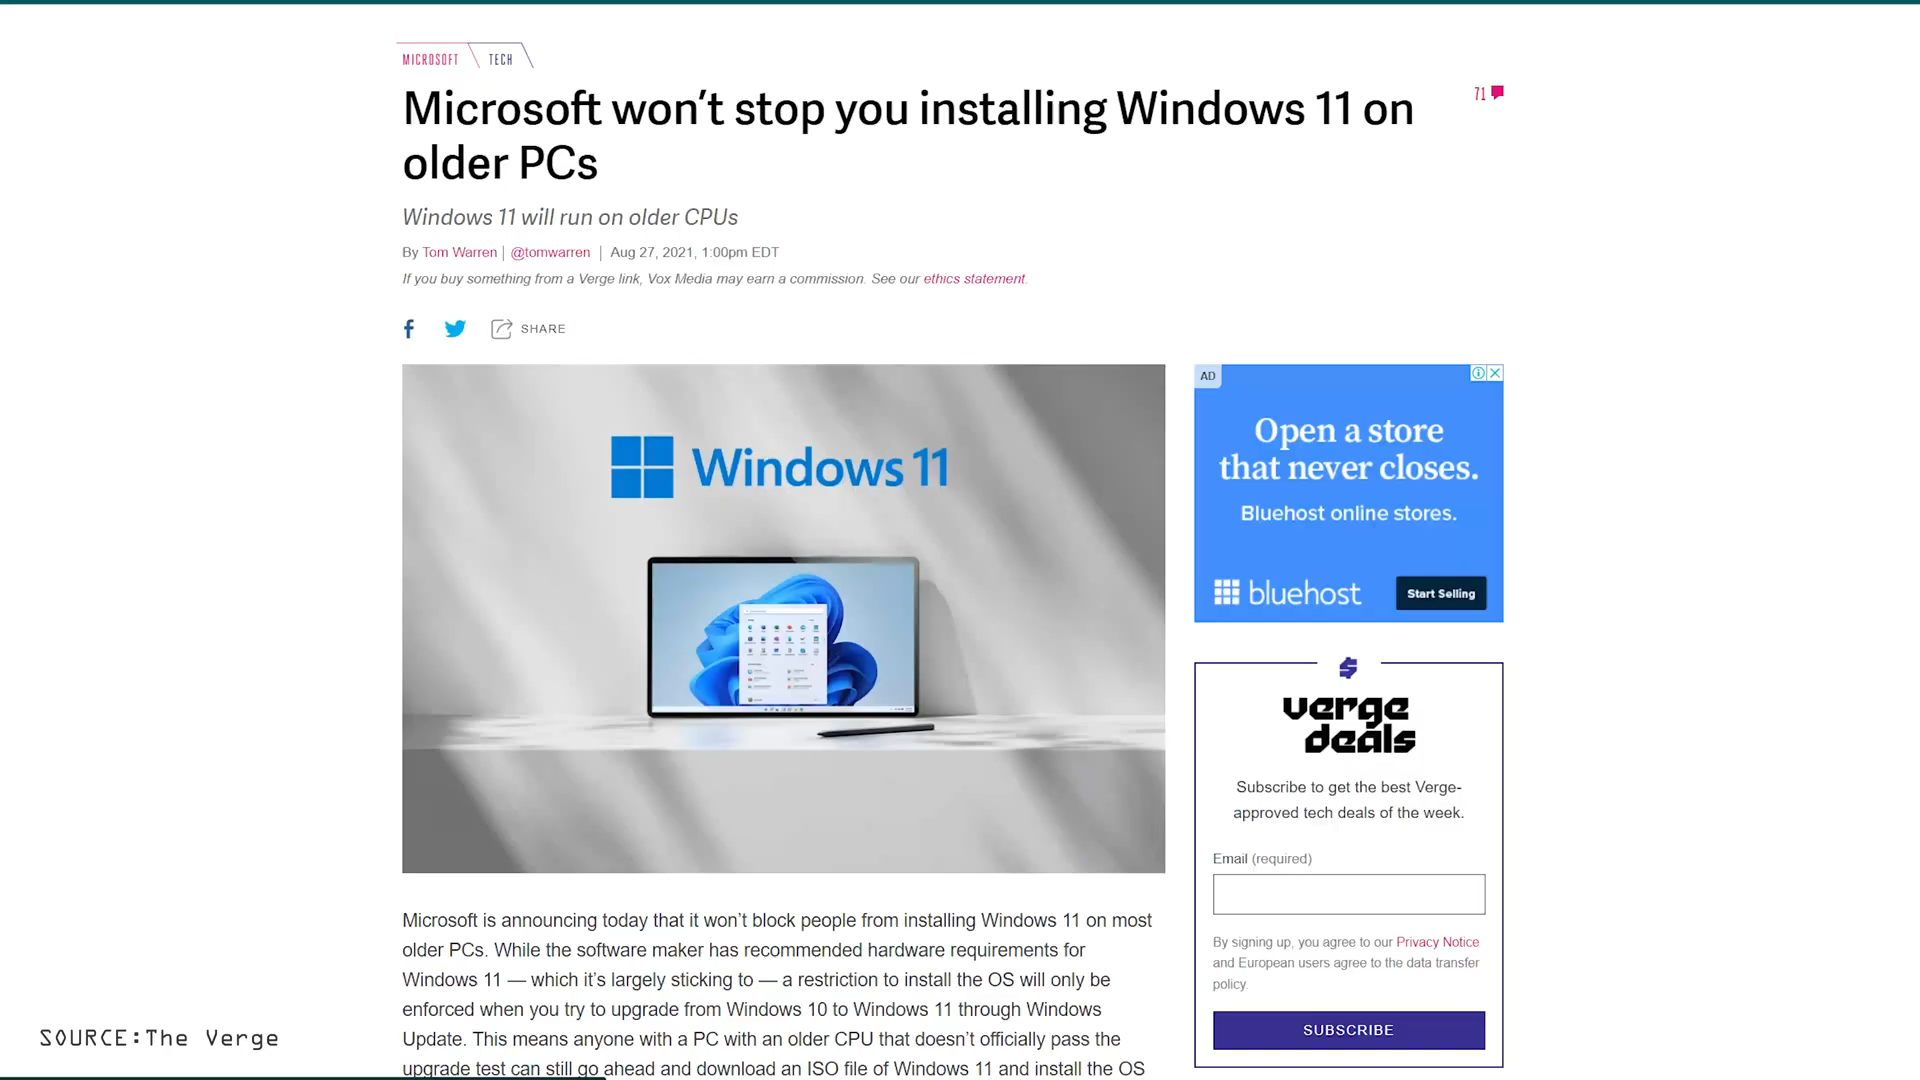 MICROSOFT TECH
Microsoft won't stop you installing Windows 11 on
older PCs
71
Windows 11 will run on older CPUs
By Tom Warren | @tomwarren | Aug 27, 2021, 1:00pm EDT
If you buy something from a Verge link, Vox Media may earn a commission. See our ethics statement.
SHARE
Windows 11
AD
Open a store
that never closes.
Bluehost online stores.
bluehost
Start Selling
verge
deals
Subscribe to get the best Verge-
approved tech deals of the week.
Email (required)
By signing up, you agree to our Privacy Notice
and European users agree to the data transfer
policy.
SUBSCRIBE
Microsoft is announcing today that it won't block people from installing Windows 11 on most
older PCs. While the software maker has recommended hardware requirements for
Windows 11 — which it's largely sticking to — a restriction to install the OS will only be
enforced when you try to upgrade from Windows 10 to Windows 11 through Windows
Update. This means anyone with a PC with an older CPU that doesn't officially pass the
upgrade test can still go ahead and download an ISO file of Windows 11 and install the OS
SOURCE:The Verge